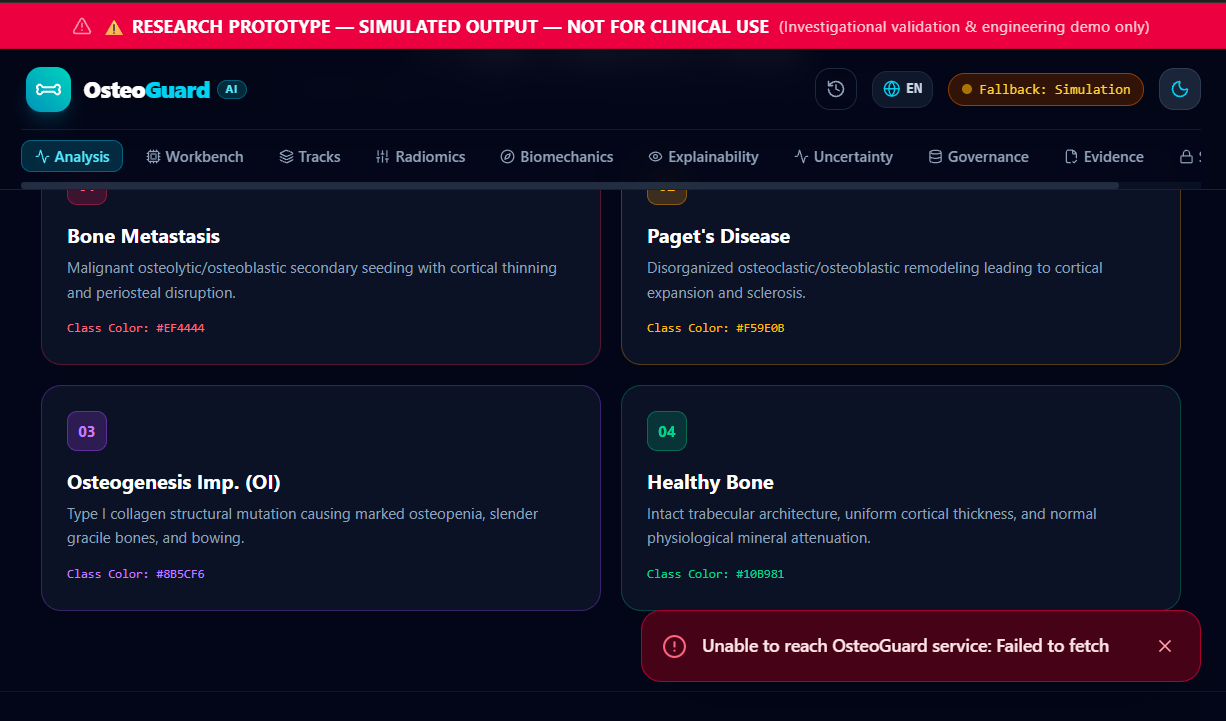 RESEARCH PROTOTYPE — SIMULATED OUTPUT — NOT FOR CLINICAL USE (Investigational validation & engineering demo only)
OsteoGuard AI
EN
Fallback: Simulation
Analysis
Workbench
Tracks
Radiomics
Biomechanics
Explainability
Uncertainty
Governance
Evidence
Bone Metastasis
Malignant osteolytic/osteoblastic secondary seeding with cortical thinning
and periosteal disruption.
Class Color: #EF4444
Paget's Disease
Disorganized osteoclastic/osteoblastic remodeling leading to cortical
expansion and sclerosis.
Class Color: #F59E0B
03
Osteogenesis Imp. (OI)
Type I collagen structural mutation causing marked osteopenia, slender
gracile bones, and bowing.
Class Color: #8B5CF6
04
Healthy Bone
Intact trabecular architecture, uniform cortical thickness, and normal
physiological mineral attenuation.
Class Color: #10B981
Unable to reach OsteoGuard service: Failed to fetch